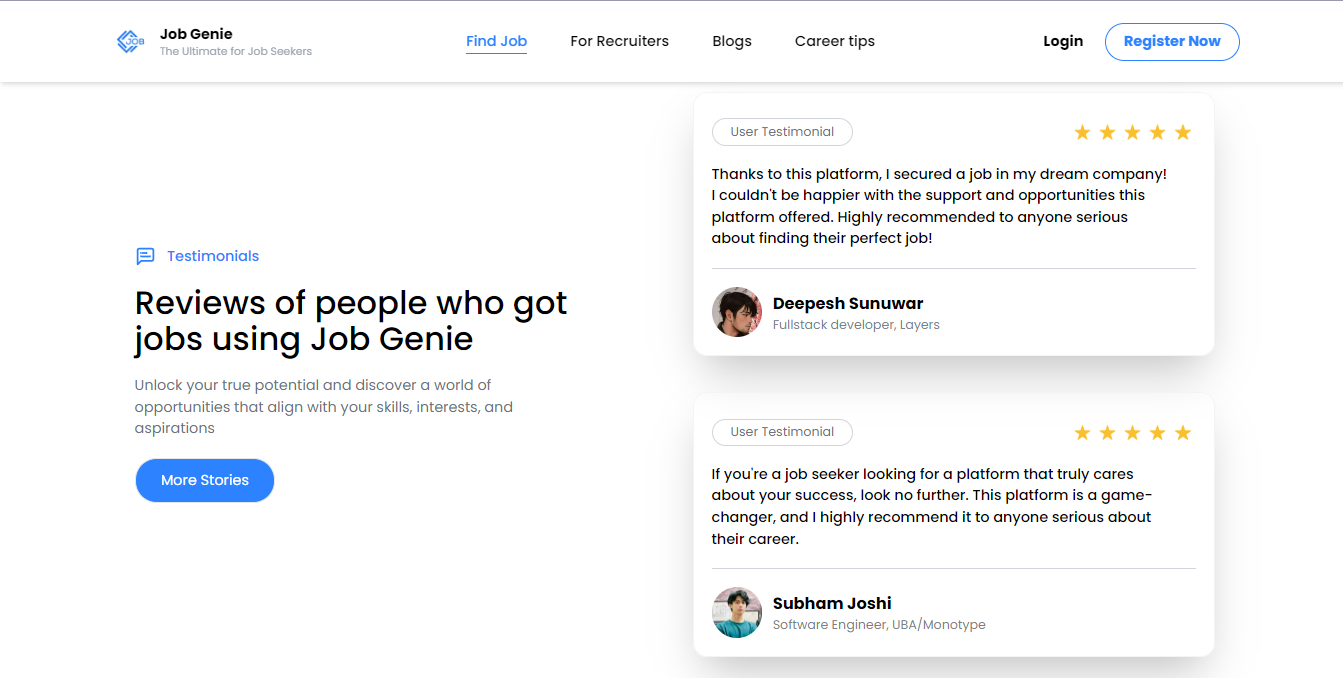 JOB
Job Genie
The Ultimate for Job Seekers
Find Job
For Recruiters
Blogs
Career tips
Login
Register Now
Testimonials
Reviews of people who got
jobs using Job Genie
Unlock your true potential and discover a world of
opportunities that align with your skills, interests, and
aspirations
More Stories
User Testimonial
Thanks to this platform, I secured a job in my dream company!
I couldn't be happier with the support and opportunities this
platform offered. Highly recommended to anyone serious
about finding their perfect job!
Deepesh Sunuwar
Fullstack developer, Layers
User Testimonial
If you're a job seeker looking for a platform that truly cares
about your success, look no further. This platform is a game-
changer, and I highly recommend it to anyone serious about
their career.
Subham Joshi
Software Engineer, UBA/Monotype